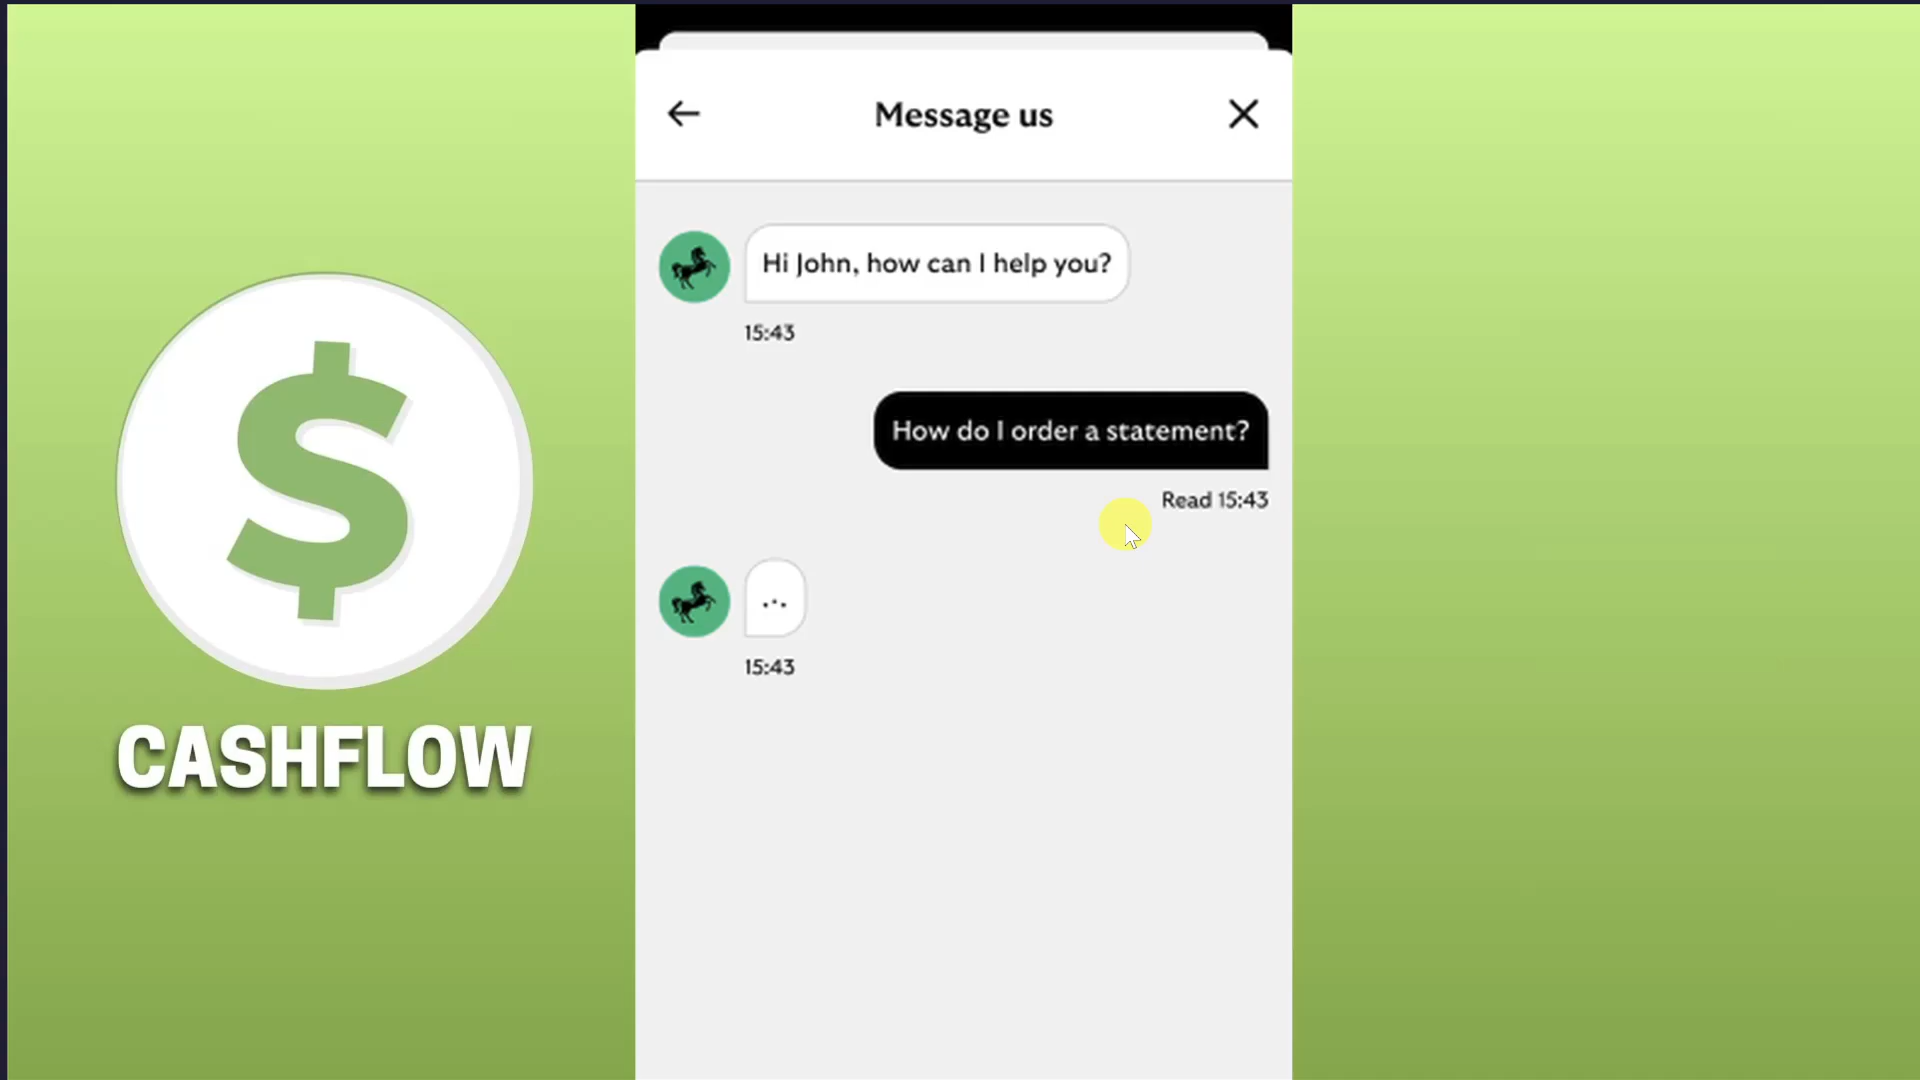 Message us
Hi John, how can I help you?
15:43
How do I order a statement?
Read 15:43
...
15:43
$
CASHFLOW